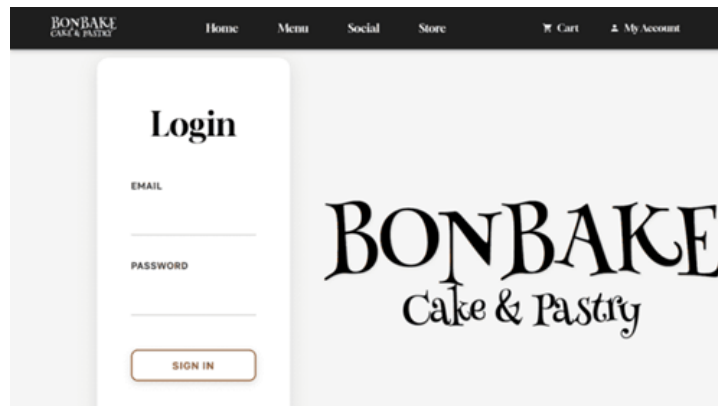 BONBAKE
CAKE & PASTRY
Home Menu Social Store Cart My Account
Login
EMAIL
PASSWORD
SIGN IN
BONBAKE
Cake & Pastry